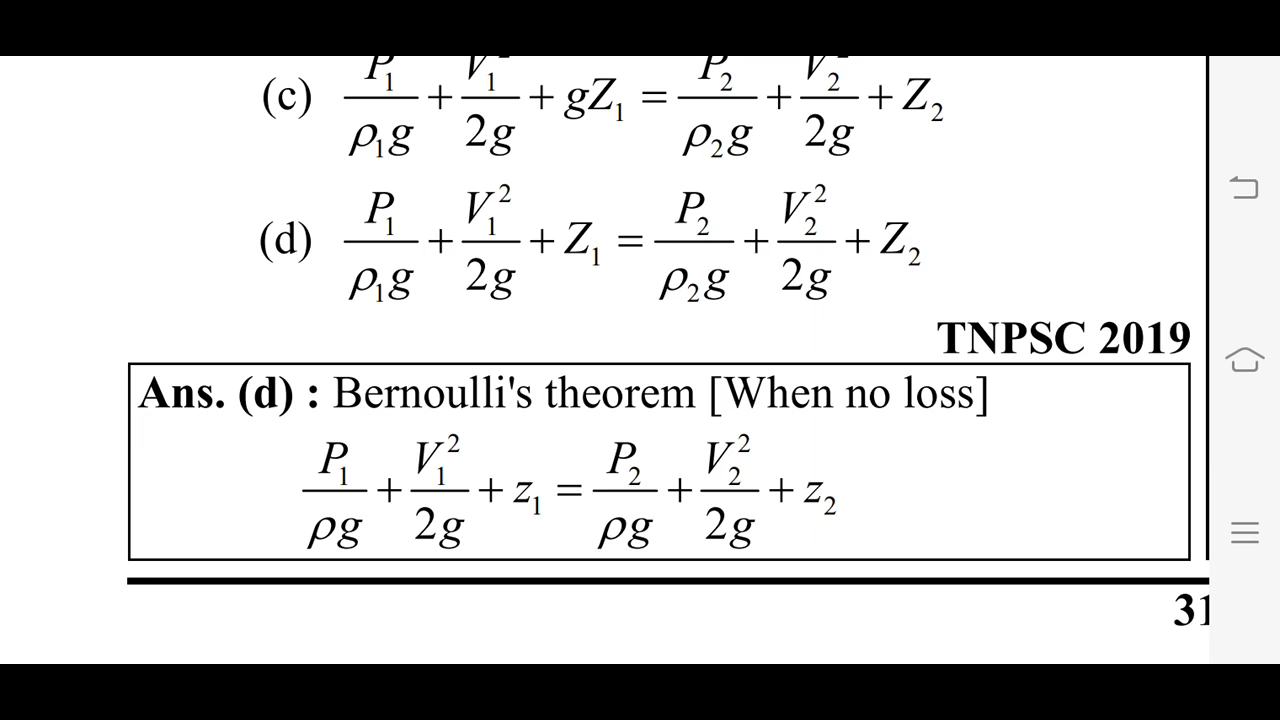 (c) P₁/ρ₁g + V₁²/2g + gZ₁ = P₂/ρ₂g + V₂²/2g + Z₂
(d) P₁/ρ₁g + V₁²/2g + Z₁ = P₂/ρ₂g + V₂²/2g + Z₂
TNPSC 2019
Ans. (d) : Bernoulli's theorem [When no loss]
P₁/ρg + V₁²/2g + z₁ = P₂/ρg + V₂²/2g + z₂
31